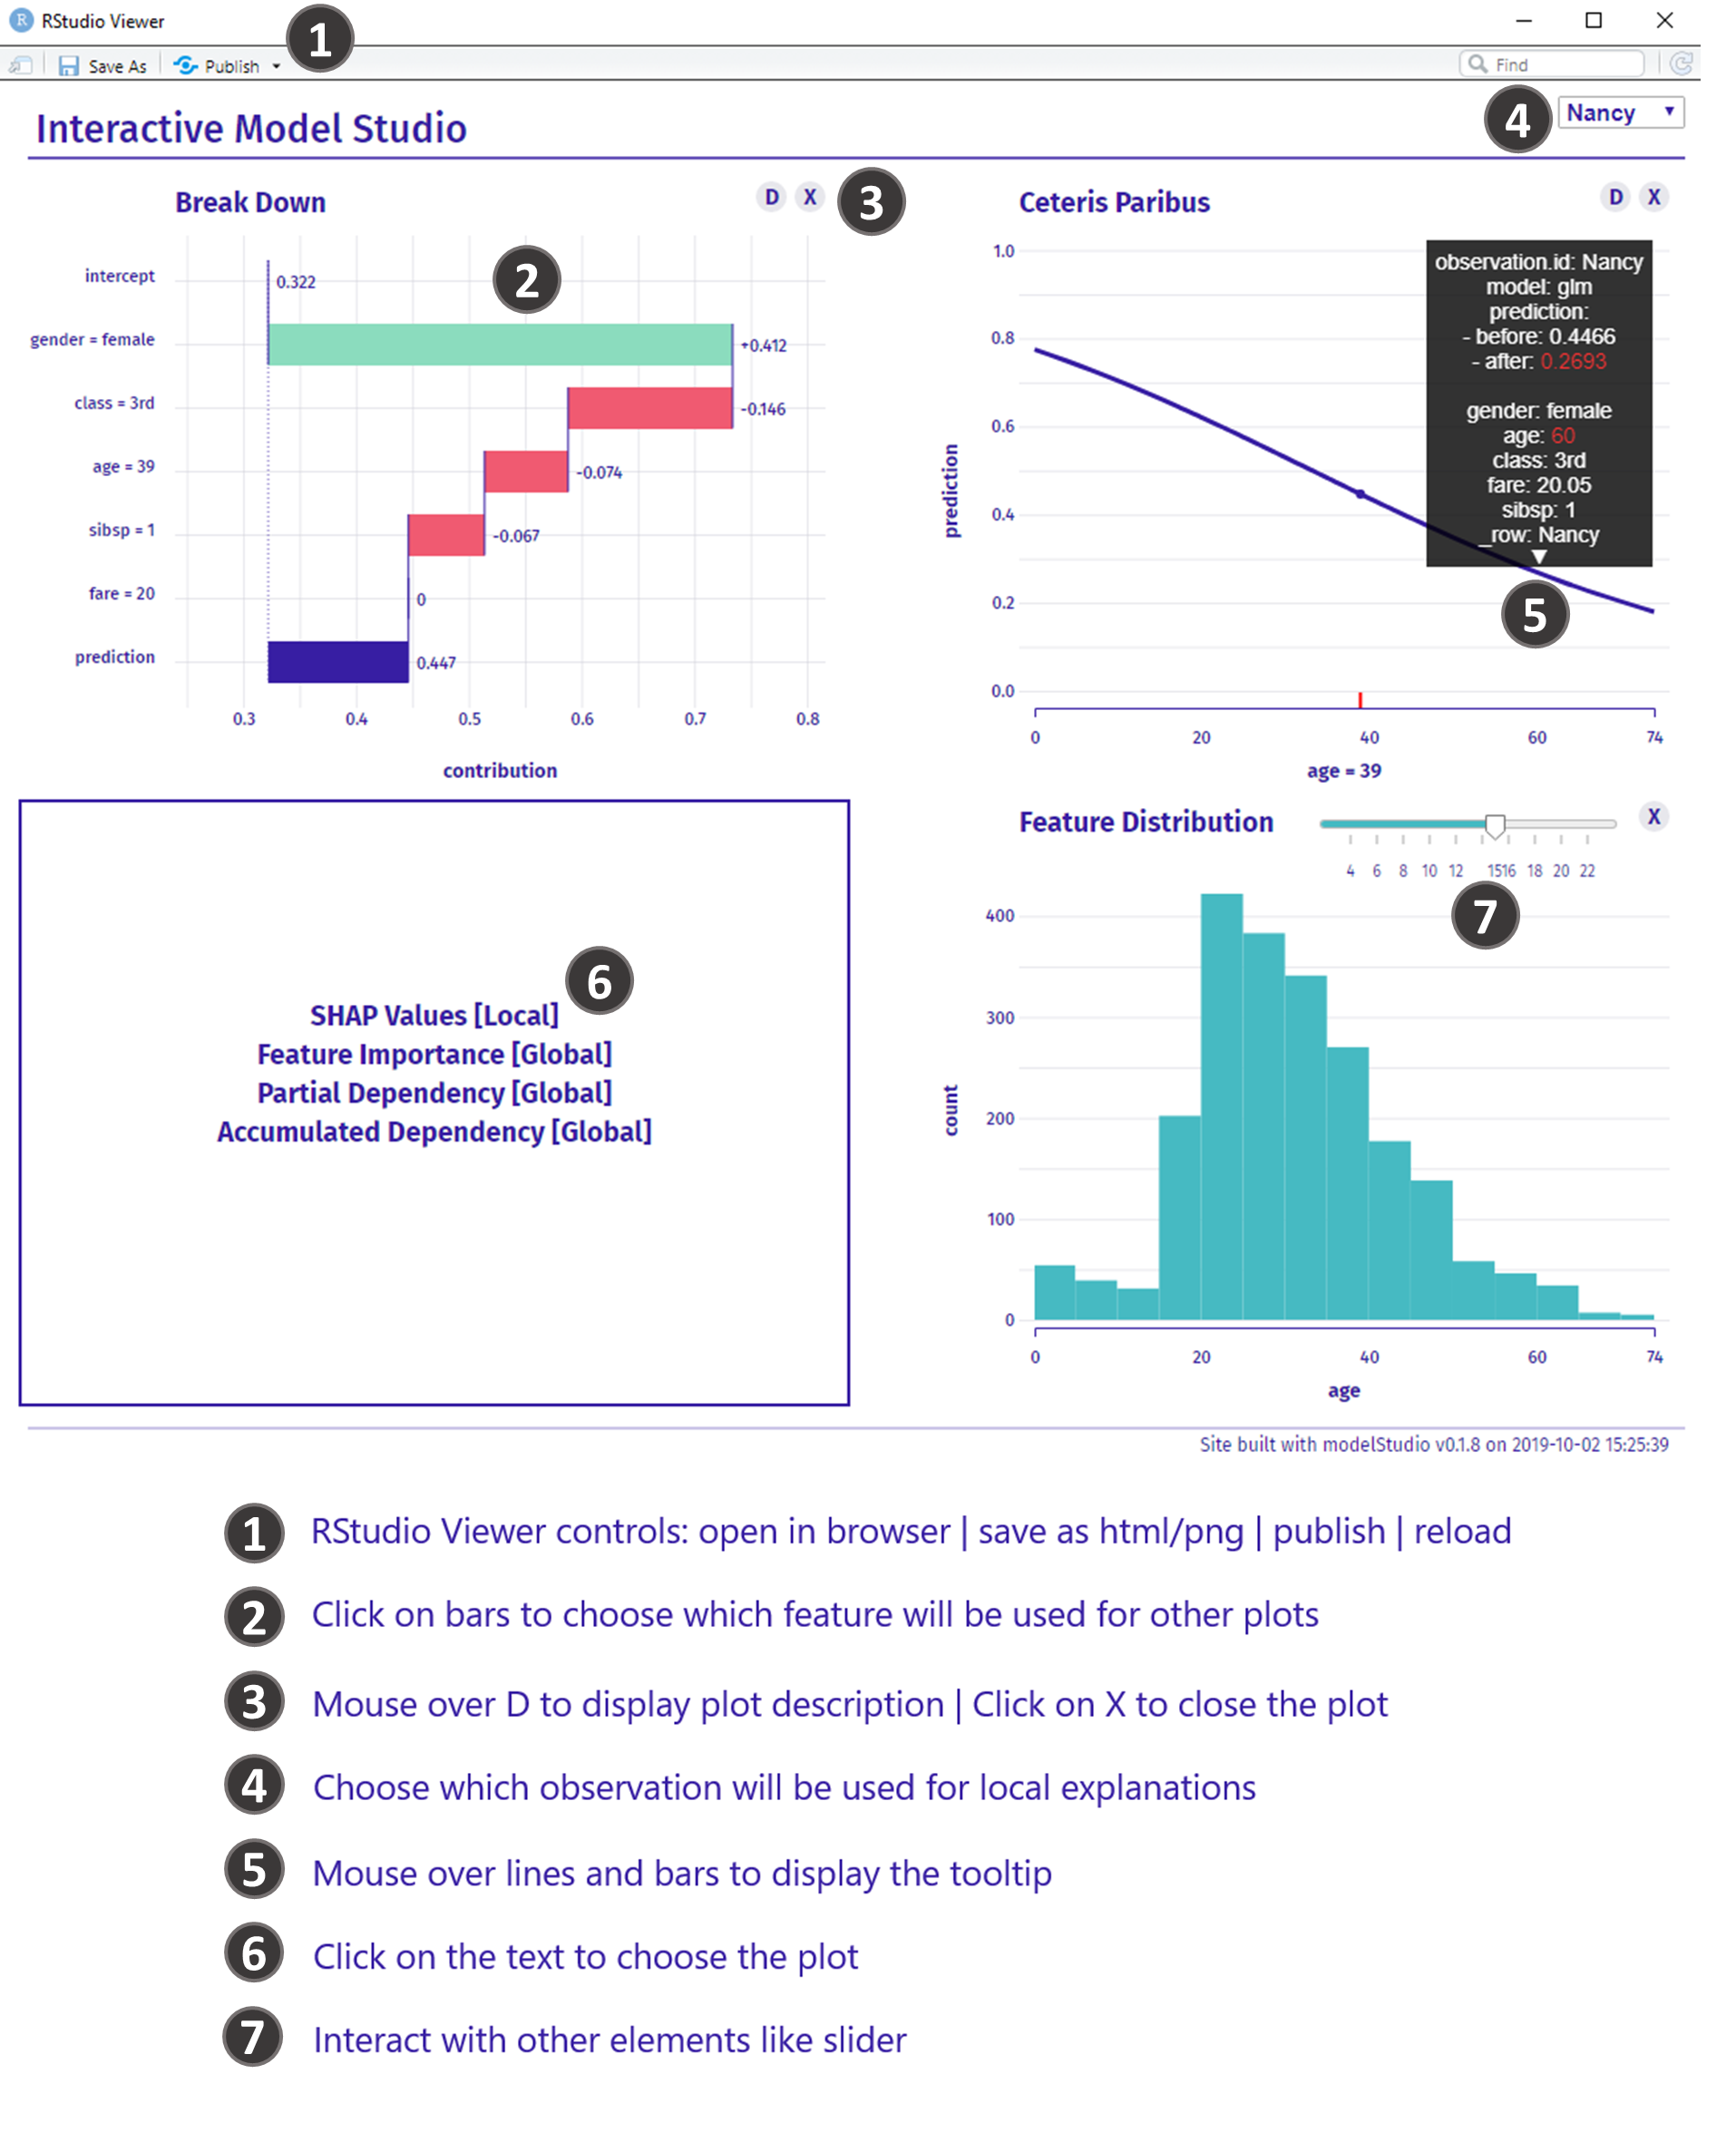 R RStudio Viewer
1
Save As Publish Find
Interactive Model Studio
4 Nancy
Break Down D X 3
intercept 0.322 2
gender = female +0.412
class = 3rd -0.146
age = 39 -0.074
sibsp = 1 -0.067
fare = 20 0
prediction 0.447
0.3 0.4 0.5 0.6 0.7 0.8
contribution
Ceteris Paribus D X
1.0
0.8
0.6
0.4
0.2
0.0
prediction
observation.id: Nancy
model: glm
prediction:
- before: 0.4466
- after: 0.2693
gender: female
age: 60
class: 3rd
fare: 20.05
sibsp: 1
_row: Nancy
5
0 20 40 60 74
age = 39
6
SHAP Values [Local]
Feature Importance [Global]
Partial Dependency [Global]
Accumulated Dependency [Global]
Feature Distribution X
4 6 8 10 12 15 16 18 20 22
7
400
300
200
100
0
count
0 20 40 60 74
age
Site built with modelStudio v0.1.8 on 2019-10-02 15:25:39
1 RStudio Viewer controls: open in browser | save as html/png | publish | reload
2 Click on bars to choose which feature will be used for other plots
3 Mouse over D to display plot description | Click on X to close the plot
4 Choose which observation will be used for local explanations
5 Mouse over lines and bars to display the tooltip
6 Click on the text to choose the plot
7 Interact with other elements like slider